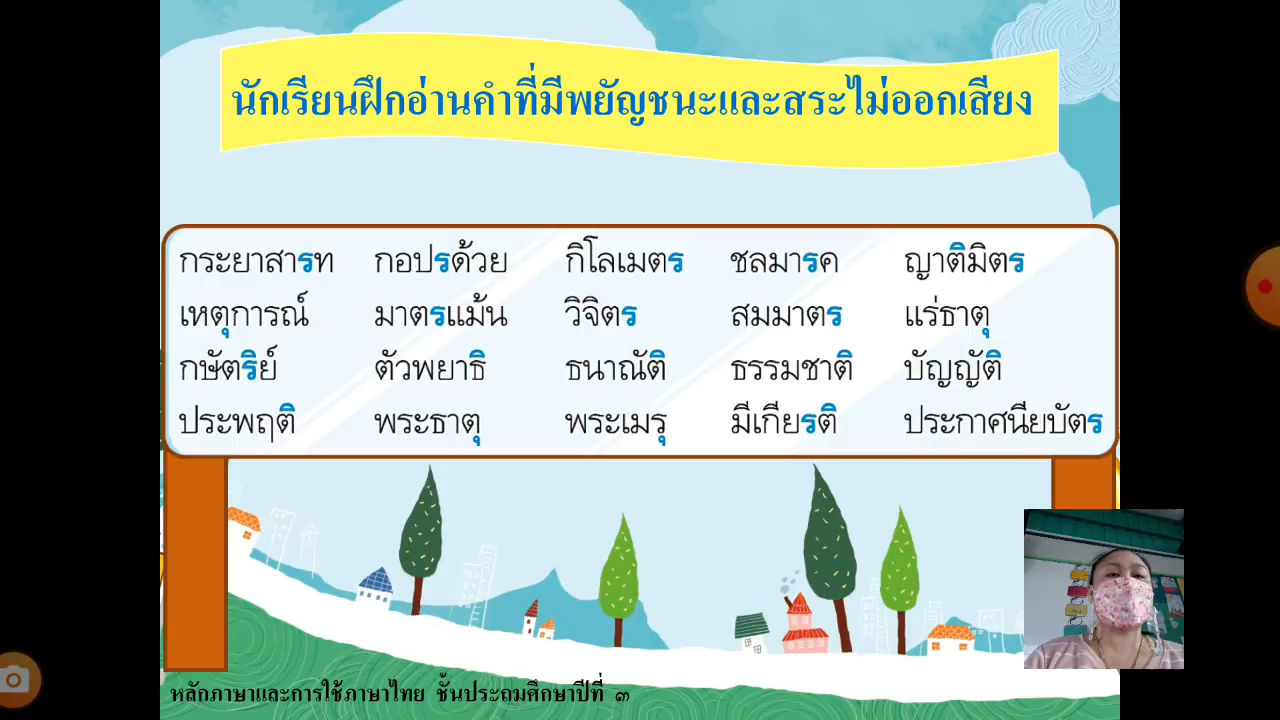 นักเรียนฝึกอ่านคำที่มีพยัญชนะและสระไม่ออกเสียง
กระยาสารท กอปรด้วย กิโลเมตร ชลมารค ญาติมิตร
เหตุการณ์ มาตรแม้น วิจิตร สมมาตร แร่ธาตุ
กษัตริย์ ตัวพยาธิ ธนาณัติ ธรรมชาติ บัญญัติ
ประพฤติ พระธาตุ พระเมรุ มีเกียรติ ประกาศนียบัตร
หลักภาษาและการใช้ภาษาไทย ชั้นประถมศึกษาปีที่ ๓